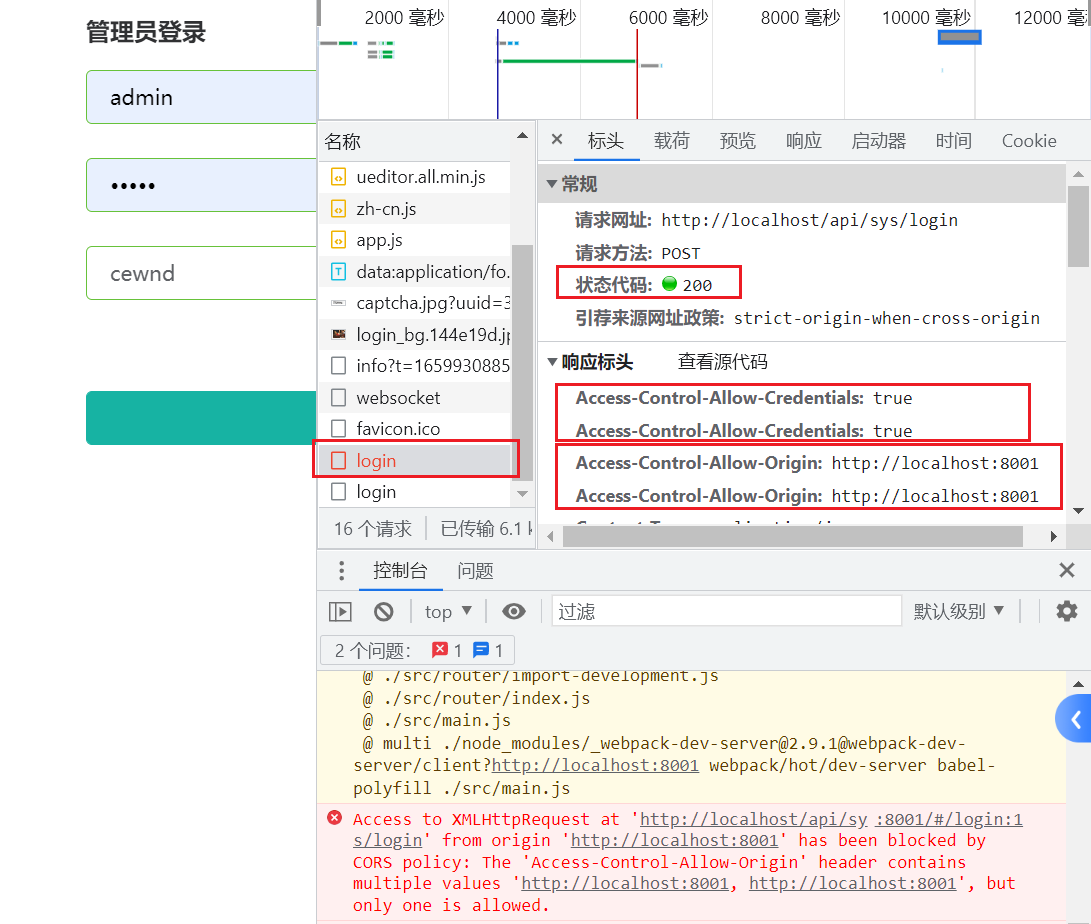 管理员登录
admin
•••••
cewnd
2000 毫秒
4000 毫秒
6000 毫秒
8000 毫秒
10000 毫秒
12000 毫
名称
ueditor.all.min.js
zh-cn.js
app.js
data:application/fo.
captcha.jpg?uuid=3
login_bg.144e19d.jp
info?t=1659930885
websocket
favicon.ico
login
login
16 个请求
已传输 6.1 k
× 标头 载荷 预览 响应 启动器 时间 Cookie
常规
请求网址: http://localhost/api/sys/login
请求方法: POST
状态代码: 200
引荐来源网址政策: strict-origin-when-cross-origin
响应标头 查看源代码
Access-Control-Allow-Credentials: true
Access-Control-Allow-Credentials: true
Access-Control-Allow-Origin: http://localhost:8001
Access-Control-Allow-Origin: http://localhost:8001
控制台 问题
top ▼ 过滤 默认级别 ▼
2 个问题: 1 1
@ ./src/router/import-development.js
@ ./src/router/index.js
@ ./src/main.js
@ multi ./node_modules/_webpack-dev-server@2.9.1@webpack-dev-
server/client?http://localhost:8001 webpack/hot/dev-server babel-
polyfill ./src/main.js
Access to XMLHttpRequest at 'http://localhost/api/sy :8001/#/login:1
s/login' from origin 'http://localhost:8001' has been blocked by
CORS policy: The 'Access-Control-Allow-Origin' header contains
multiple values 'http://localhost:8001, http://localhost:8001', but
only one is allowed.